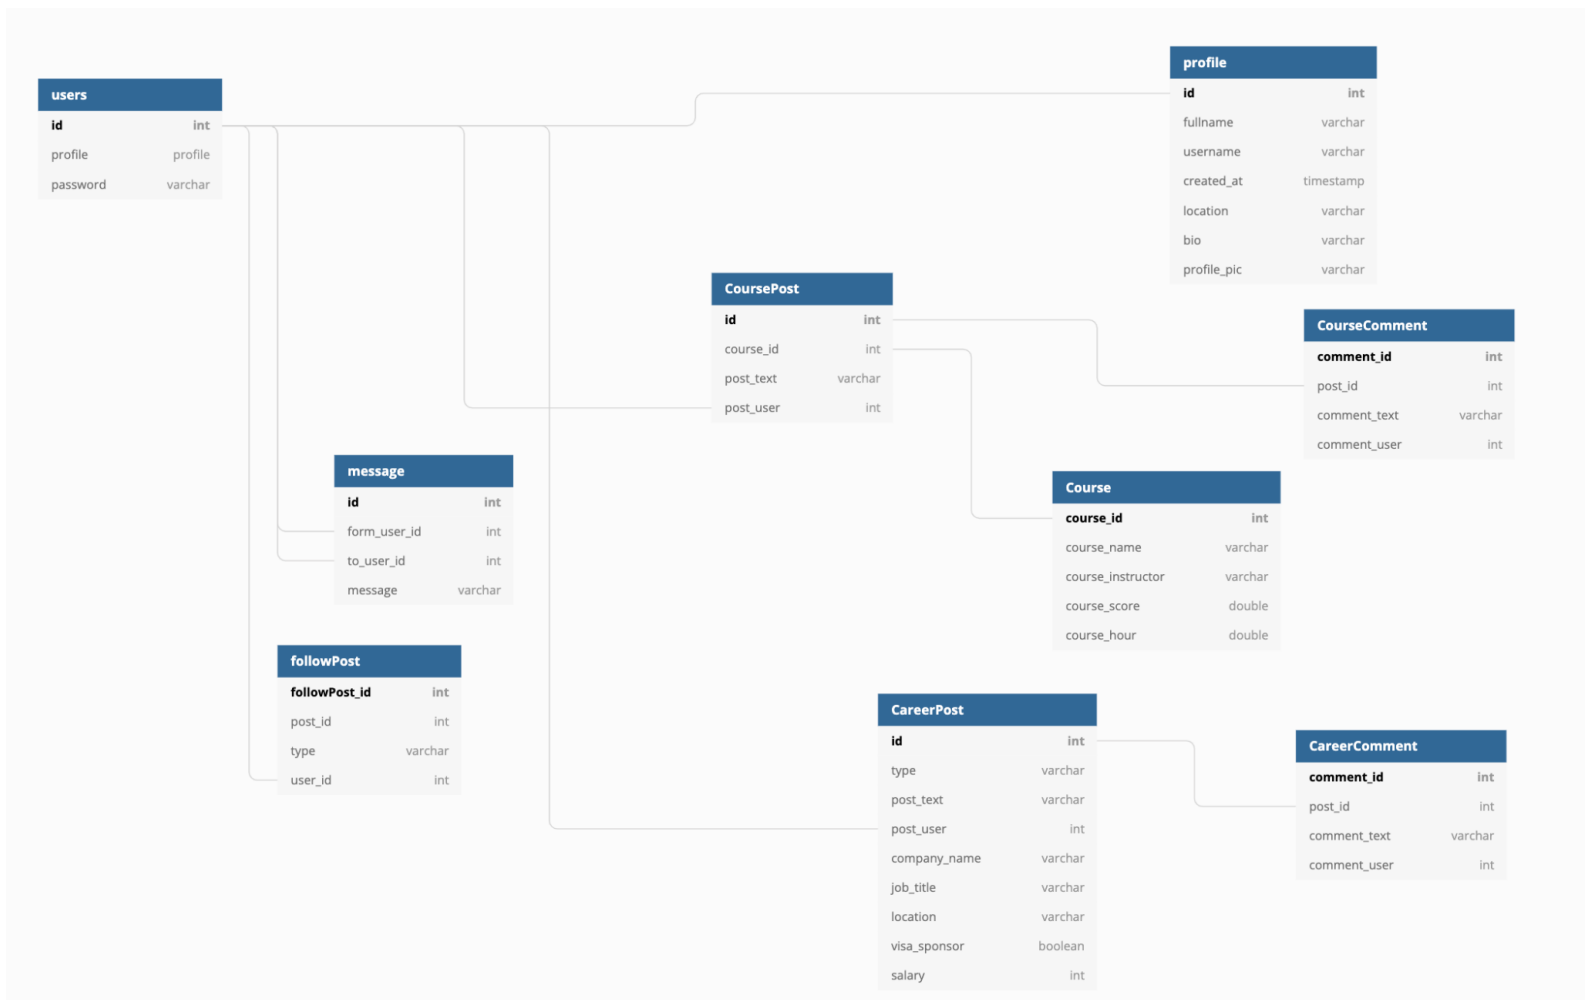 users
id int
profile profile
password varchar
profile
id int
fullname varchar
username varchar
created_at timestamp
location varchar
bio varchar
profile_pic varchar
CoursePost
id int
course_id int
post_text varchar
post_user int
CourseComment
comment_id int
post_id int
comment_text varchar
comment_user int
message
id int
form_user_id int
to_user_id int
message varchar
Course
course_id int
course_name varchar
course_instructor varchar
course_score double
course_hour double
followPost
followPost_id int
post_id int
type varchar
user_id int
CareerPost
id int
type varchar
post_text varchar
post_user int
company_name varchar
job_title varchar
location varchar
visa_sponsor boolean
salary int
CareerComment
comment_id int
post_id int
comment_text varchar
comment_user int